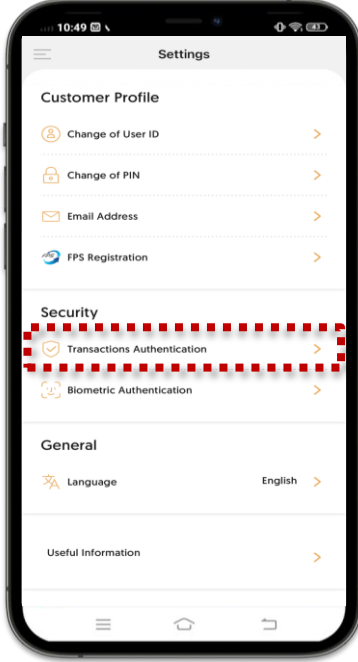 10:49
Settings
Customer Profile
Change of User ID
Change of PIN
Email Address
FPS Registration
Security
Transactions Authentication
Biometric Authentication
General
Language English
Useful Information